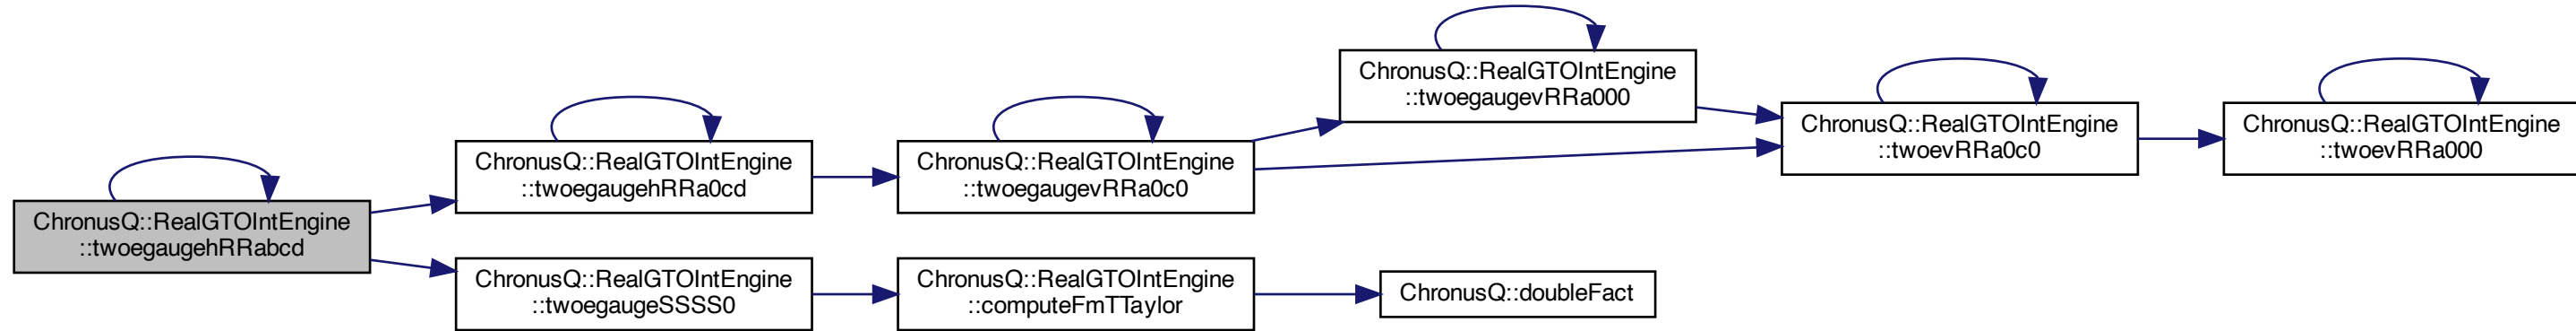 ChronusQ::RealGTOIntEngine
::twoegaugehRRabcd
ChronusQ::RealGTOIntEngine
::twoegaugehRRa0cd
ChronusQ::RealGTOIntEngine
::twoegaugevRRa0c0
ChronusQ::RealGTOIntEngine
::twoegaugevRRa000
ChronusQ::RealGTOIntEngine
::twoevRRa0c0
ChronusQ::RealGTOIntEngine
::twoevRRa000
ChronusQ::RealGTOIntEngine
::twoegaugeSSSS0
ChronusQ::RealGTOIntEngine
::computeFmTTaylor
ChronusQ::doubleFact